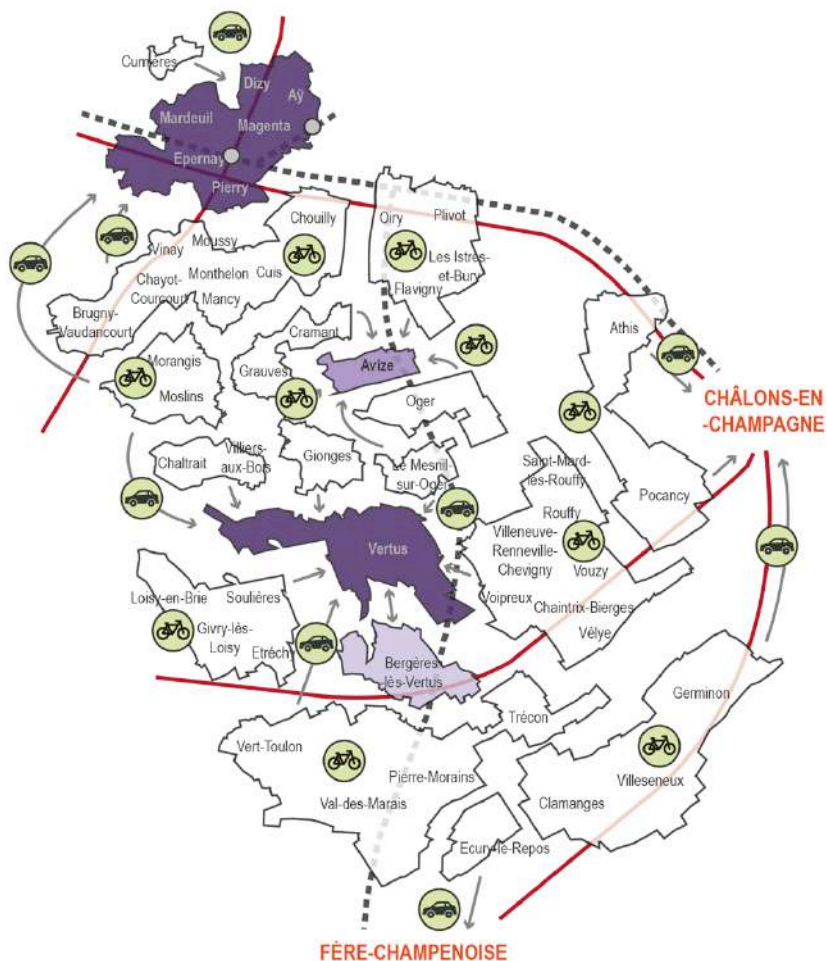 Cumières
Dizy
Aÿ
Mardeuil
Magenta
Epernay
Pierry
Chouilly
Oiry
Plivot
Moussy
Vinay
Les Istres-
et-Bury
Monthelon
Cuis
Chayot-
Courcourt
Flavigny
Mancy
Brugny-
Vaudancourt
Cramant
Athis
Morangis
Grauves
Avize
Moslins
Oger
CHÂLONS-EN
-CHAMPAGNE
Villiers-
aux-Bois
Chaltrait
Gionges
Le Mesnil-
sur-Oger
Saint-Mard-
lès-Rouffy
Pocancy
Rouffy
Villeneuve-
Renneville-
Chevigny
Vertus
Vouzy
Loisy-en-Brie
Soulières
Voipreux
Chaintrix-Bierges
Givry-lès-
Loisy
Vélye
Etréchy
Bergères
lès-Vertus
Germinon
Trécon
Vert-Toulon
Pierre-Morains
Villeseneux
Val-des-Marais
Clamanges
Ecury-le-Repos
FÈRE-CHAMPENOISE